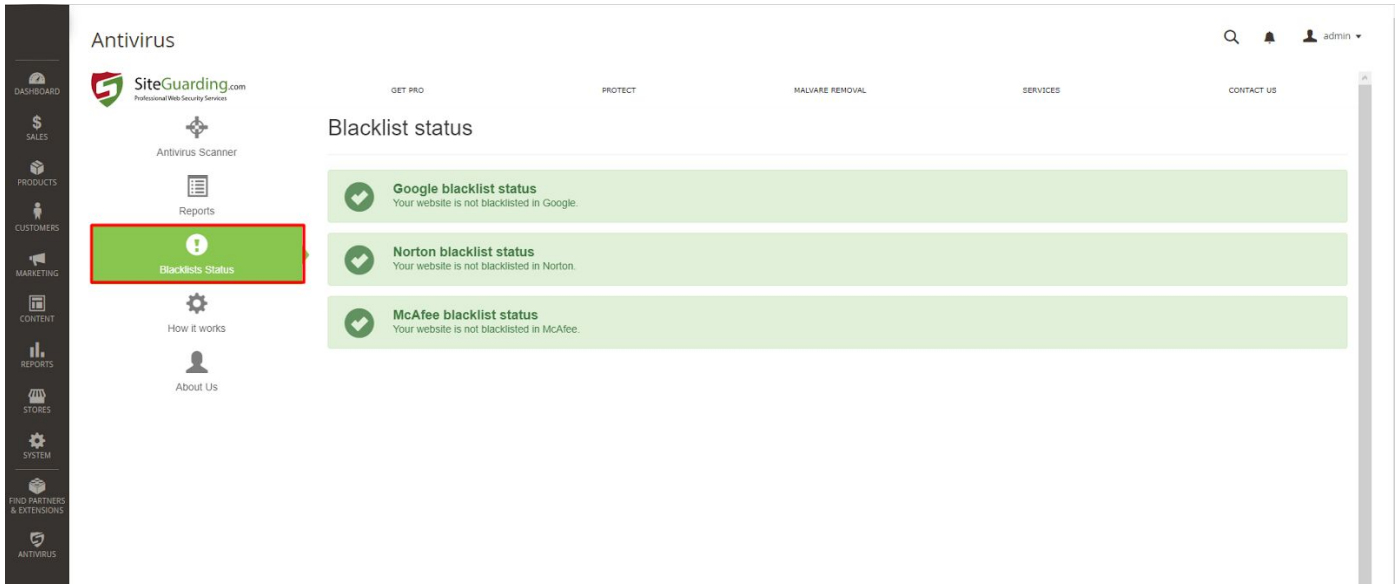 Antivirus
admin
DASHBOARD
SALES
PRODUCTS
CUSTOMERS
MARKETING
CONTENT
REPORTS
STORES
SYSTEM
FIND PARTNERS
& EXTENSIONS
ANTIVIRUS
SiteGuarding.com
Professional Web Security Services
GET PRO
PROTECT
MALVARE REMOVAL
SERVICES
CONTACT US
Antivirus Scanner
Reports
Blacklists Status
How it works
About Us
Blacklist status
Google blacklist status
Your website is not blacklisted in Google.
Norton blacklist status
Your website is not blacklisted in Norton.
McAfee blacklist status
Your website is not blacklisted in McAfee.